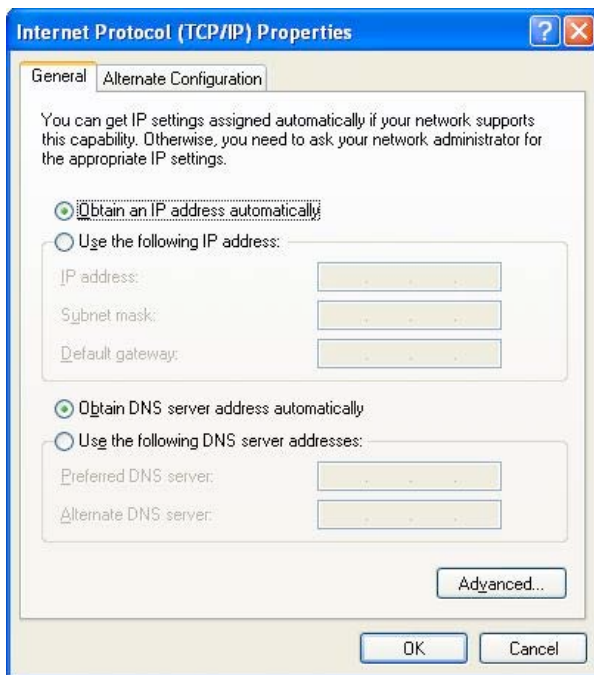 Internet Protocol (TCP/IP) Properties
General
Alternate Configuration
You can get IP settings assigned automatically if your network supports
this capability. Otherwise, you need to ask your network administrator for
the appropriate IP settings.
Obtain an IP address automatically
Use the following IP address:
IP address:
Subnet mask:
Default gateway:
Obtain DNS server address automatically
Use the following DNS server addresses:
Preferred DNS server:
Alternate DNS server:
Advanced...
OK
Cancel